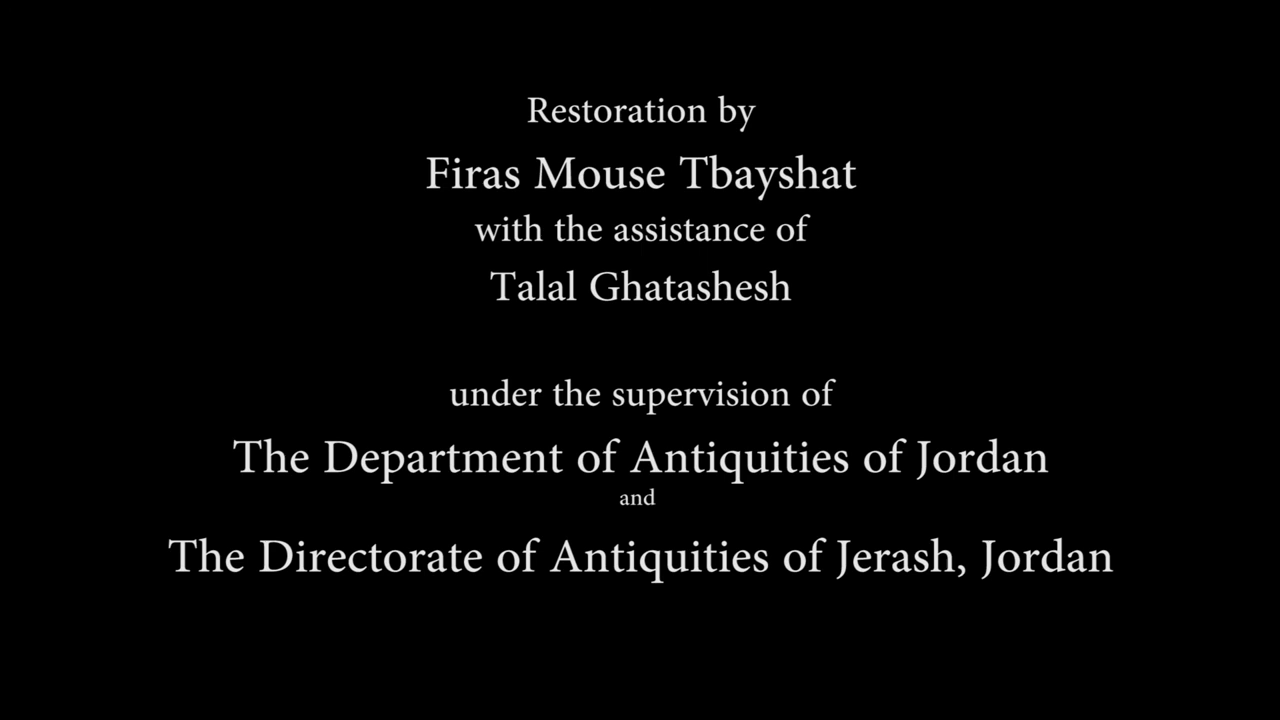 Restoration by
Firas Mouse Tbayshat
with the assistance of
Talal Ghatashesh
under the supervision of
The Department of Antiquities of Jordan
and
The Directorate of Antiquities of Jerash, Jordan